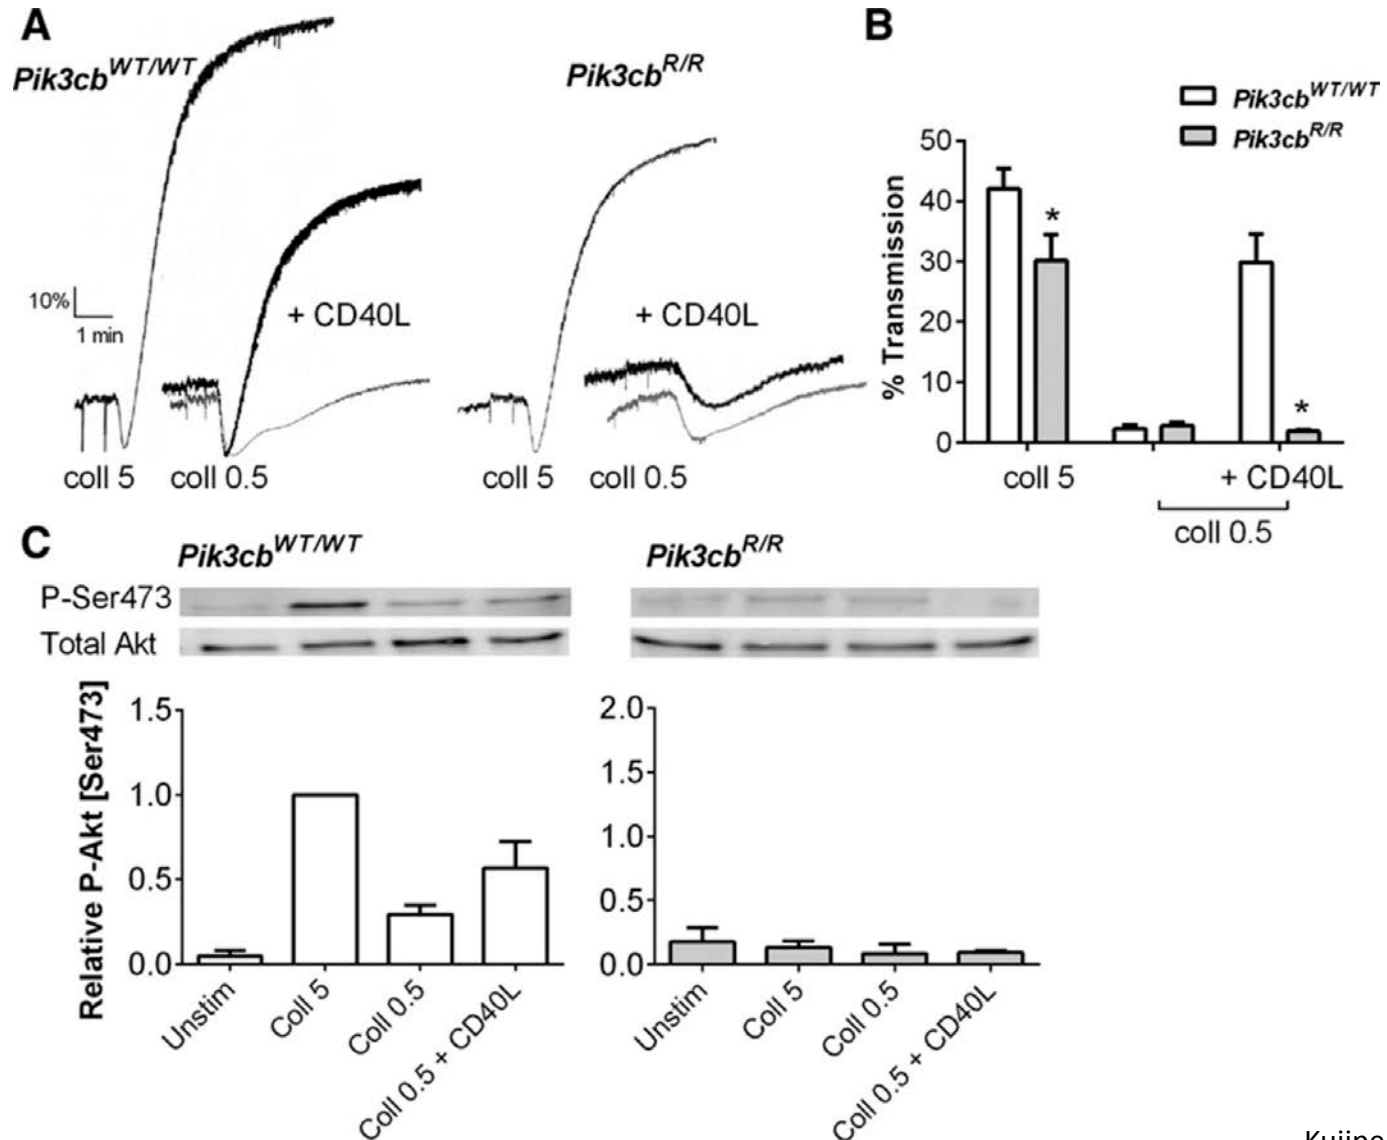 A
Pik3cb^WT/WT
Pik3cb^R/R
10%
1 min
+ CD40L
+ CD40L
coll 5
coll 0.5
coll 5
coll 0.5
B
Pik3cb^WT/WT
Pik3cb^R/R
% Transmission
50
40
30
20
10
0
*
*
coll 5
+ CD40L
coll 0.5
C
Pik3cb^WT/WT
Pik3cb^R/R
P-Ser473
Total Akt
Relative P-Akt [Ser473]
1.5
1.0
0.5
0.0
Unstim
Coll 5
Coll 0.5
Coll 0.5 + CD40L
2.0
1.5
1.0
0.5
0.0
Unstim
Coll 5
Coll 0.5
Coll 0.5 + CD40L